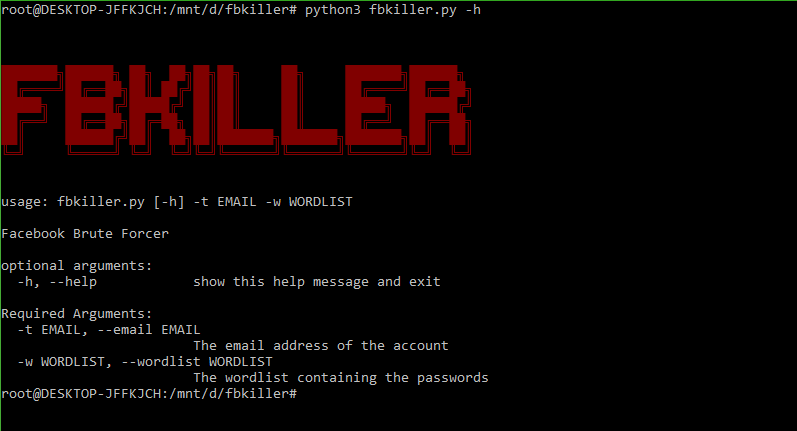 root@DESKTOP-JFFKJCH:/mnt/d/fbkiller# python3 fbkiller.py -h
FBKILLER
usage: fbkiller.py [-h] -t EMAIL -w WORDLIST
Facebook Brute Forcer
optional arguments:
-h, --help show this help message and exit
Required Arguments:
-t EMAIL, --email EMAIL
The email address of the account
-w WORDLIST, --wordlist WORDLIST
The wordlist containing the passwords
root@DESKTOP-JFFKJCH:/mnt/d/fbkiller#